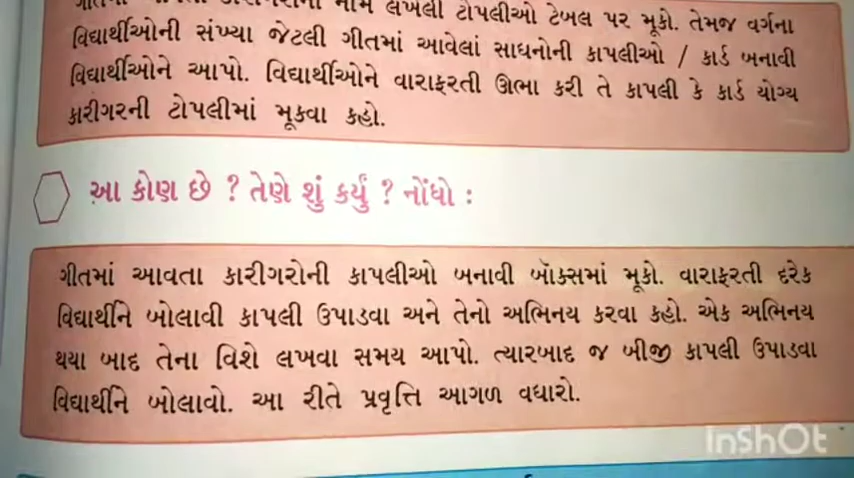 નામ લખેલી ટોપલીઓ ટેબલ પર મૂકો. તેમજ વર્ગના
વિદ્યાર્થીઓની સંખ્યા જેટલી ગીતમાં આવેલાં સાધનોની કાપલીઓ / કાર્ડ બનાવી
વિદ્યાર્થીઓને આપો. વિદ્યાર્થીઓને વારાફરતી ઊભા કરી તે કાપલી કે કાર્ડ યોગ્ય
કારીગરની ટોપલીમાં મૂકવા કહો.
આ કોણ છે ? તેણે શું કર્યું ? નોંધો :
ગીતમાં આવતા કારીગરોની કાપલીઓ બનાવી બૉક્સમાં મૂકો. વારાફરતી દરેક
વિદ્યાર્થીને બોલાવી કાપલી ઉપાડવા અને તેનો અભિનય કરવા કહો. એક અભિનય
થયા બાદ તેના વિશે લખવા સમય આપો. ત્યારબાદ જ બીજી કાપલી ઉપાડવા
વિદ્યાર્થીને બોલાવો. આ રીતે પ્રવૃત્તિ આગળ વધારો.
InShOt